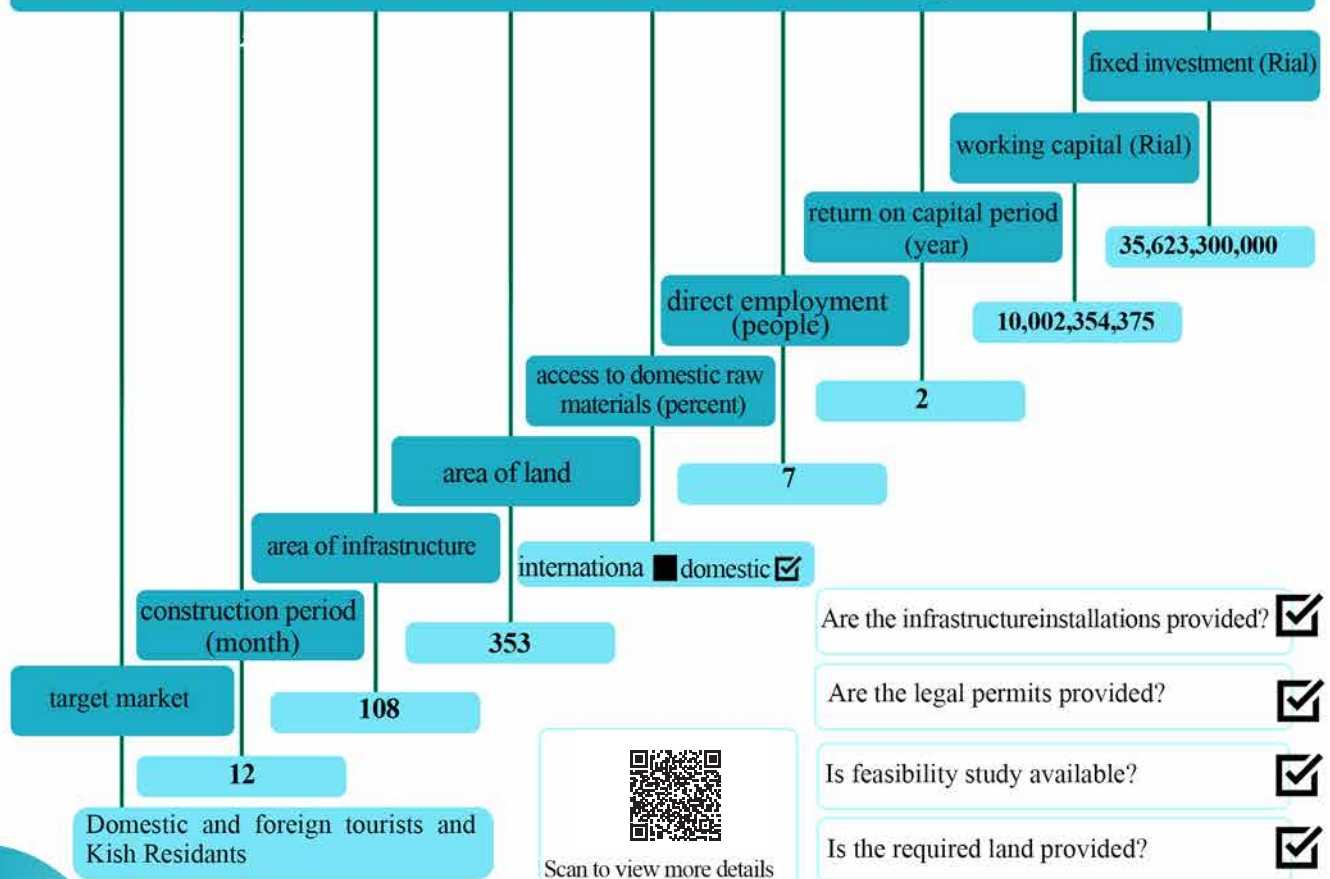 fixed investment (Rial)
35,623,300,000
working capital (Rial)
10,002,354,375
return on capital period
(year)
2
direct employment
(people)
7
access to domestic raw
materials (percent)
internationa domestic
area of land
353
area of infrastructure
108
construction period
(month)
12
target market
Domestic and foreign tourists and
Kish Residants
Are the infrastructureinstallations provided?
Are the legal permits provided?
Is feasibility study available?
Is the required land provided?
Scan to view more details